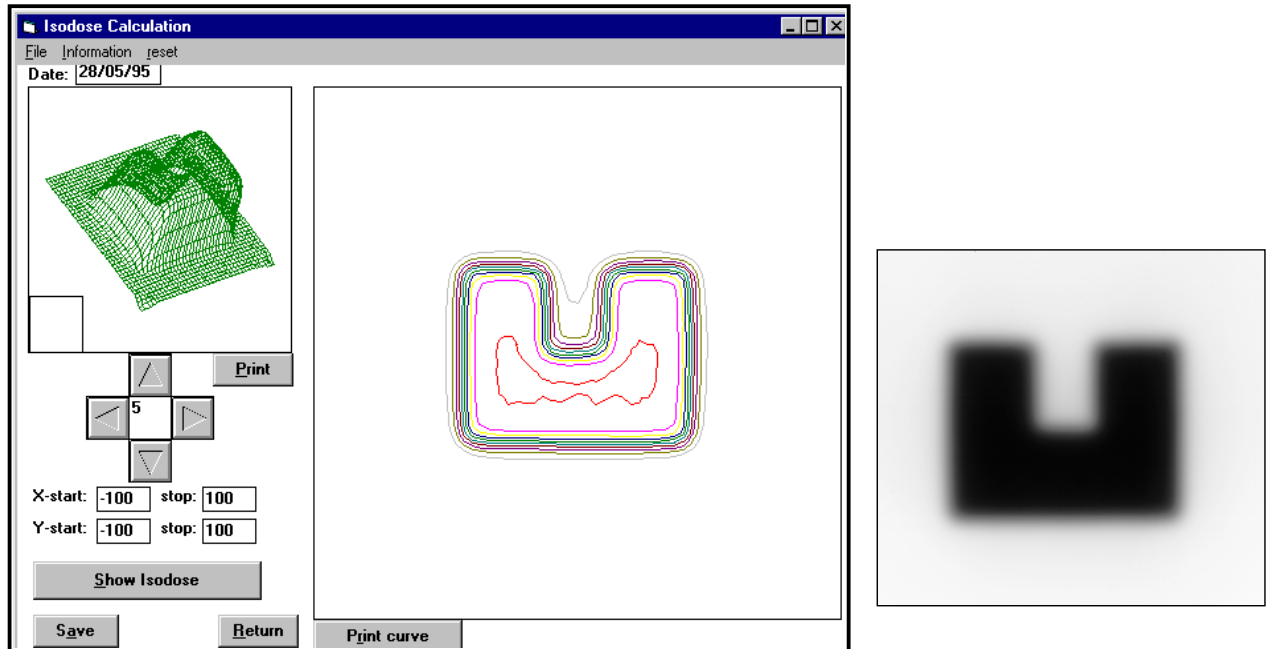 Isodose Calculation
File Information reset
Date: 28/05/95
Print
5
X-start: -100 stop: 100
Y-start: -100 stop: 100
Show Isodose
Save Return Print curve